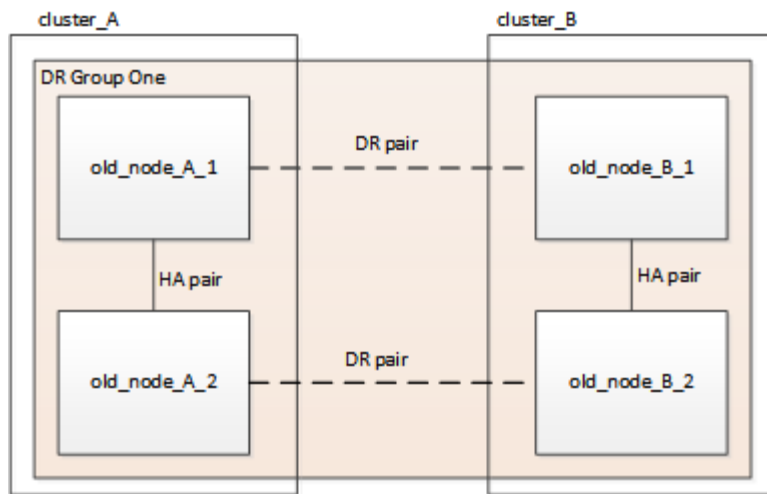 cluster_A
cluster_B
DR Group One
old_node_A_1
DR pair
old_node_B_1
HA pair
HA pair
old_node_A_2
DR pair
old_node_B_2